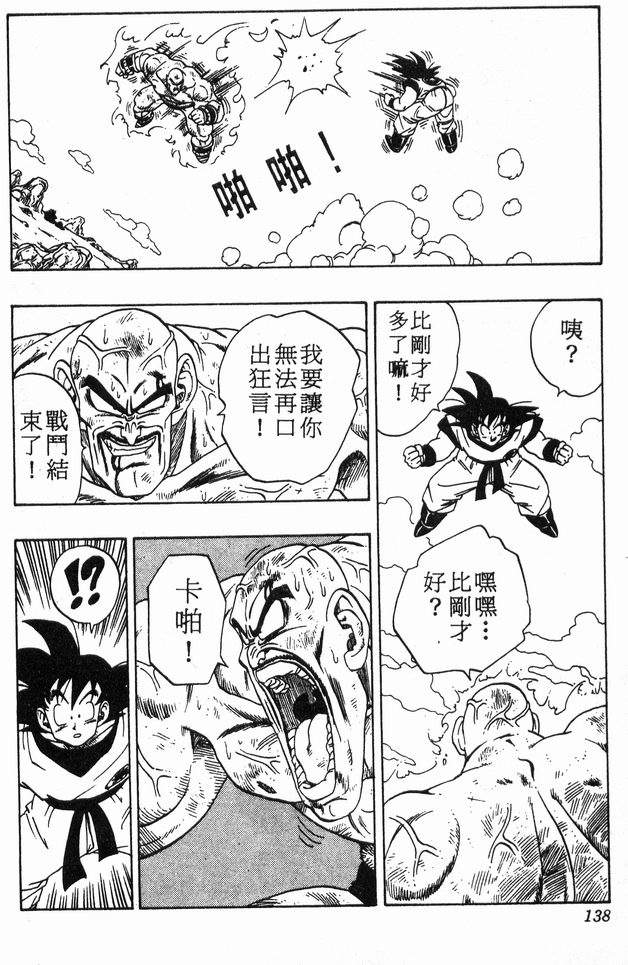 啪啪！
咦？
比剛才好
多了嘛！
嘿嘿…
比剛才
好？
我要讓你
無法再口
出狂言！
戰鬥結
束了！
卡啪！
!?
138